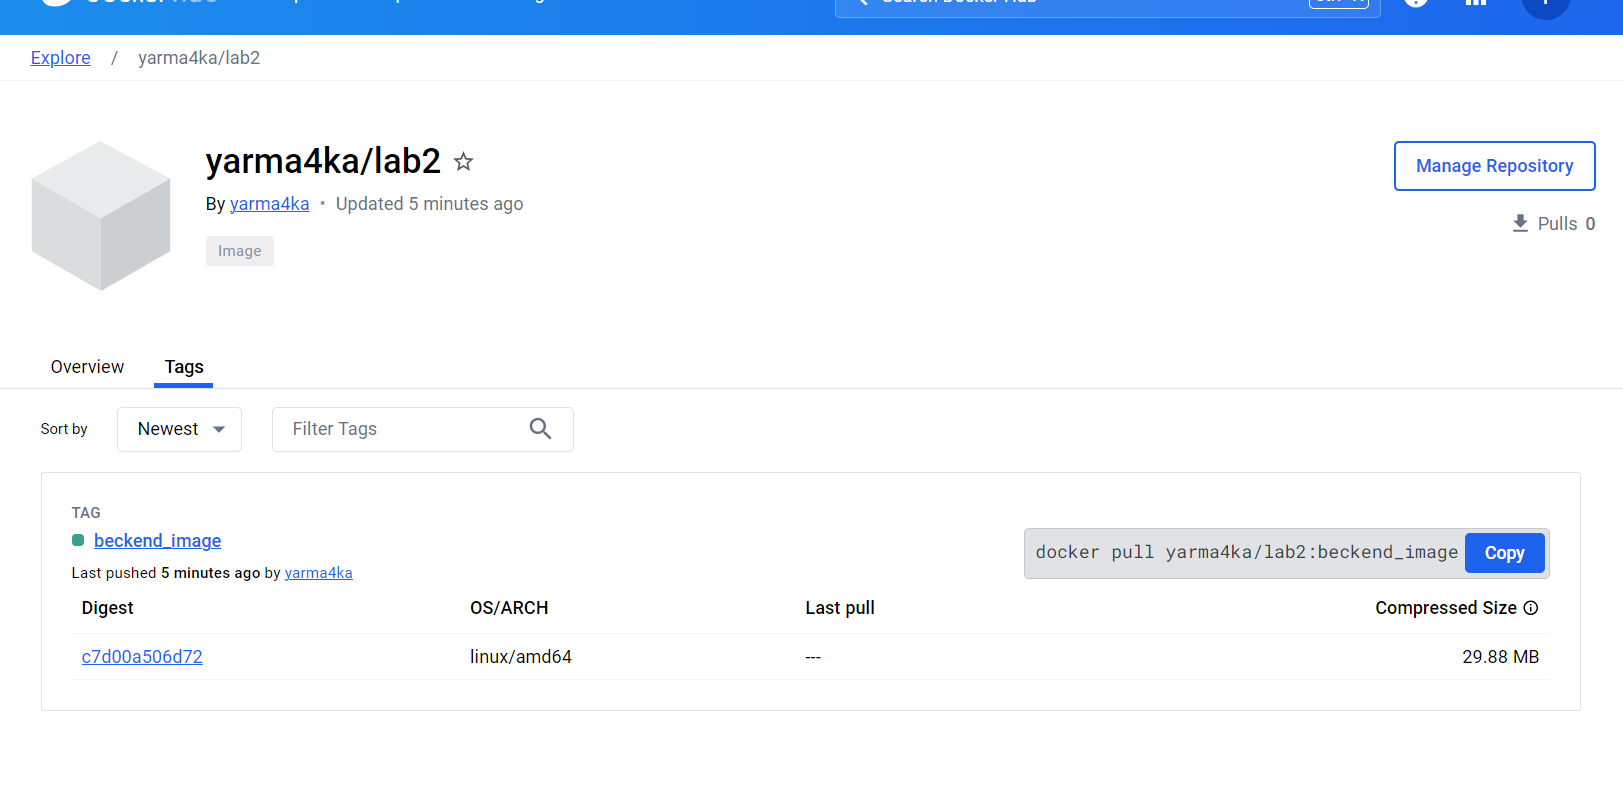 Explore / yarma4ka/lab2
yarma4ka/lab2
By yarma4ka • Updated 5 minutes ago
Image
Manage Repository
Pulls 0
Overview
Tags
Sort by
Newest
Filter Tags
TAG
beckend_image
Last pushed 5 minutes ago by yarma4ka
docker pull yarma4ka/lab2:beckend_image
Copy
Digest OS/ARCH Last pull Compressed Size
c7d00a506d72 linux/amd64 --- 29.88 MB